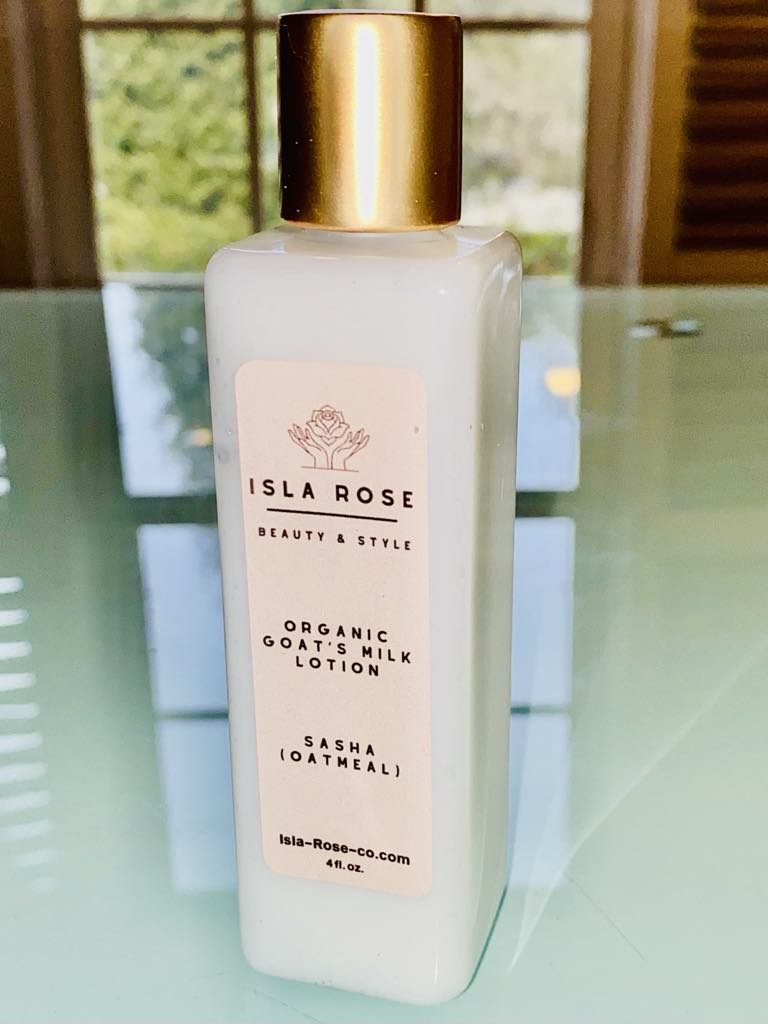 ISLA ROSE
BEAUTY & STYLE
ORGANIC
GOAT'S MILK
LOTION
SASHA
(OATMEAL)
Isla-Rose-co.com
4fl.oz.